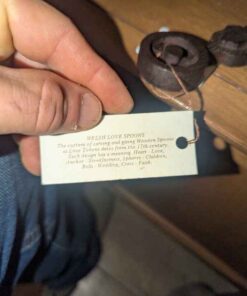 WELSH LOVE SPOONS
The custom of carving and giving Wooden Spoons
as Love Tokens dates from the 17th century.
Each design has a meaning. Heart - Love,
Anchor - Steadfastness, Spheres - Children,
Bells - Wedding, Cross - Faith.